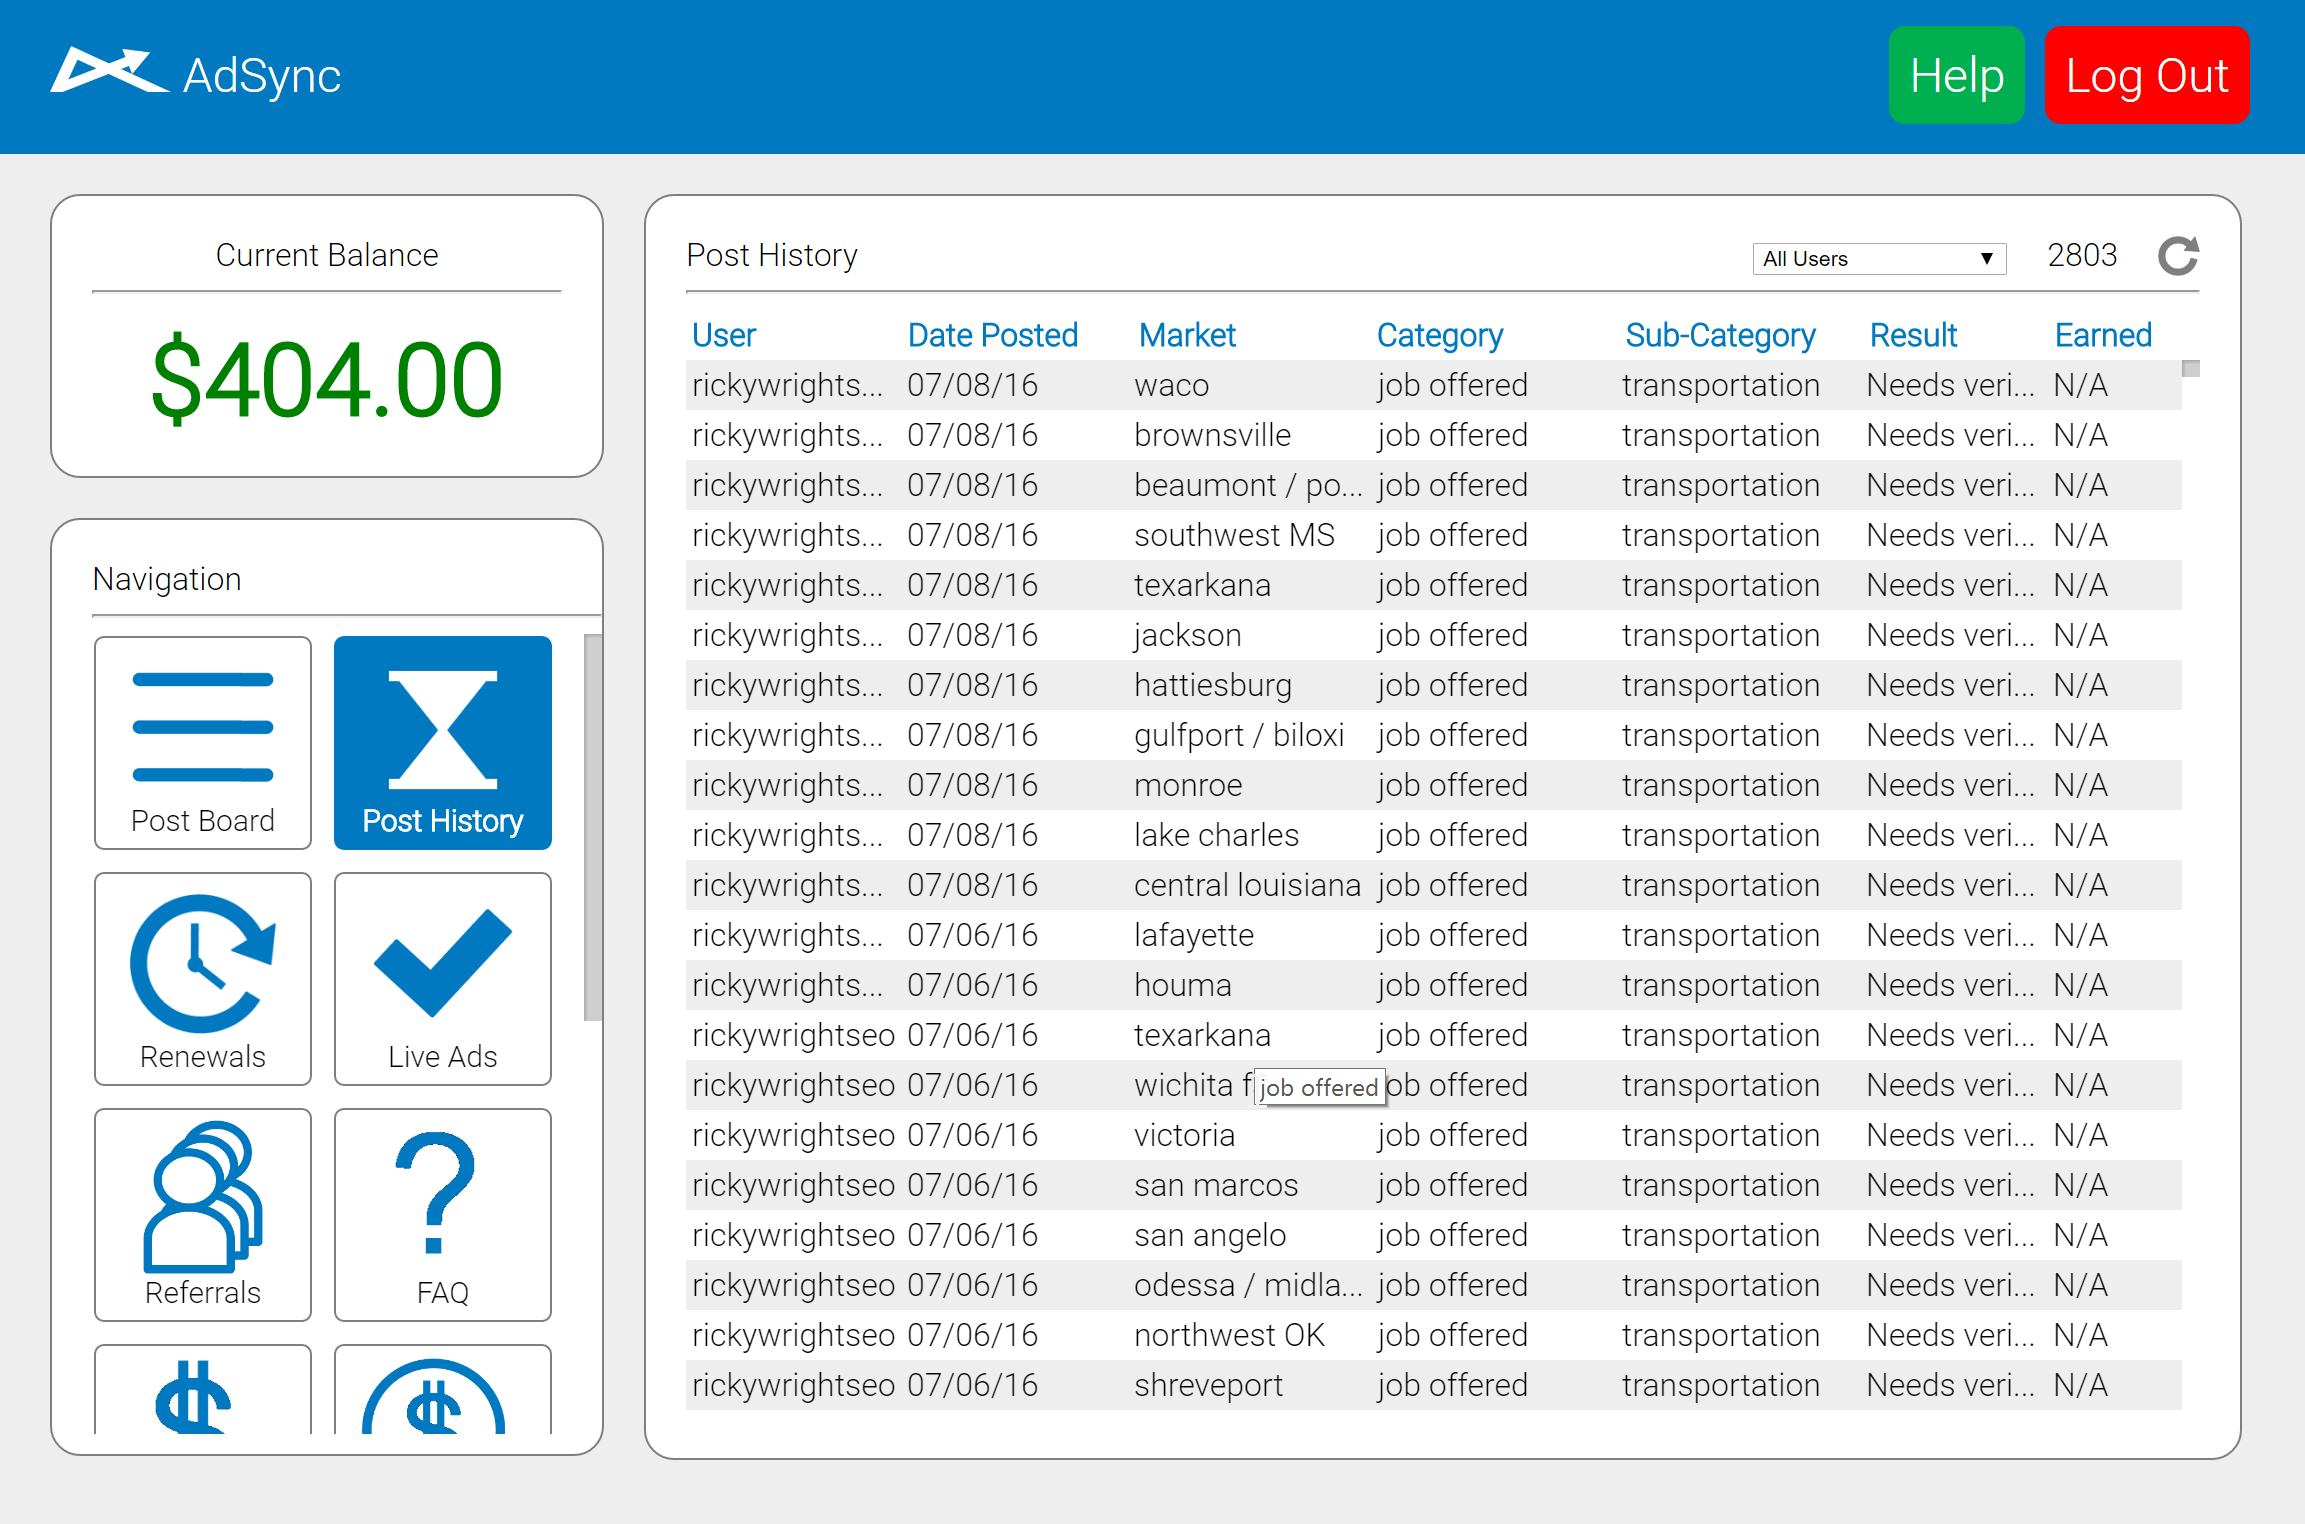 AdSync
Help
Log Out
Current Balance
$404.00
Navigation
Post Board
Post History
Renewals
Live Ads
Referrals
FAQ
Post History
All Users
2803
User Date Posted Market Category Sub-Category Result Earned
rickywrights... 07/08/16 waco job offered transportation Needs veri... N/A
rickywrights... 07/08/16 brownsville job offered transportation Needs veri... N/A
rickywrights... 07/08/16 beaumont / po... job offered transportation Needs veri... N/A
rickywrights... 07/08/16 southwest MS job offered transportation Needs veri... N/A
rickywrights... 07/08/16 texarkana job offered transportation Needs veri... N/A
rickywrights... 07/08/16 jackson job offered transportation Needs veri... N/A
rickywrights... 07/08/16 hattiesburg job offered transportation Needs veri... N/A
rickywrights... 07/08/16 gulfport / biloxi job offered transportation Needs veri... N/A
rickywrights... 07/08/16 monroe job offered transportation Needs veri... N/A
rickywrights... 07/08/16 lake charles job offered transportation Needs veri... N/A
rickywrights... 07/08/16 central louisiana job offered transportation Needs veri... N/A
rickywrights... 07/06/16 lafayette job offered transportation Needs veri... N/A
rickywrights... 07/06/16 houma job offered transportation Needs veri... N/A
rickywrightseo 07/06/16 texarkana job offered transportation Needs veri... N/A
rickywrightseo 07/06/16 wichita f job offered ob offered transportation Needs veri... N/A
rickywrightseo 07/06/16 victoria job offered transportation Needs veri... N/A
rickywrightseo 07/06/16 san marcos job offered transportation Needs veri... N/A
rickywrightseo 07/06/16 san angelo job offered transportation Needs veri... N/A
rickywrightseo 07/06/16 odessa / midla... job offered transportation Needs veri... N/A
rickywrightseo 07/06/16 northwest OK job offered transportation Needs veri... N/A
rickywrightseo 07/06/16 shreveport job offered transportation Needs veri... N/A